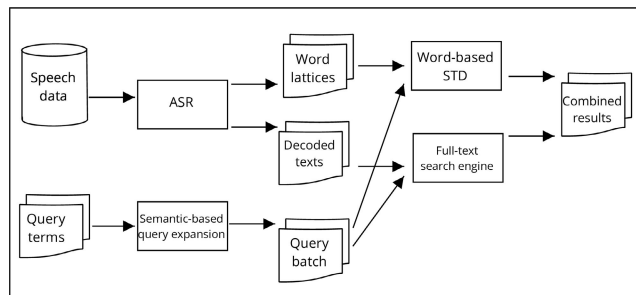 Speech
data
ASR
Word
lattices
Decoded
texts
Word-based
STD
Full-text
search engine
Combined
results
Query
terms
Semantic-based
query expansion
Query
batch